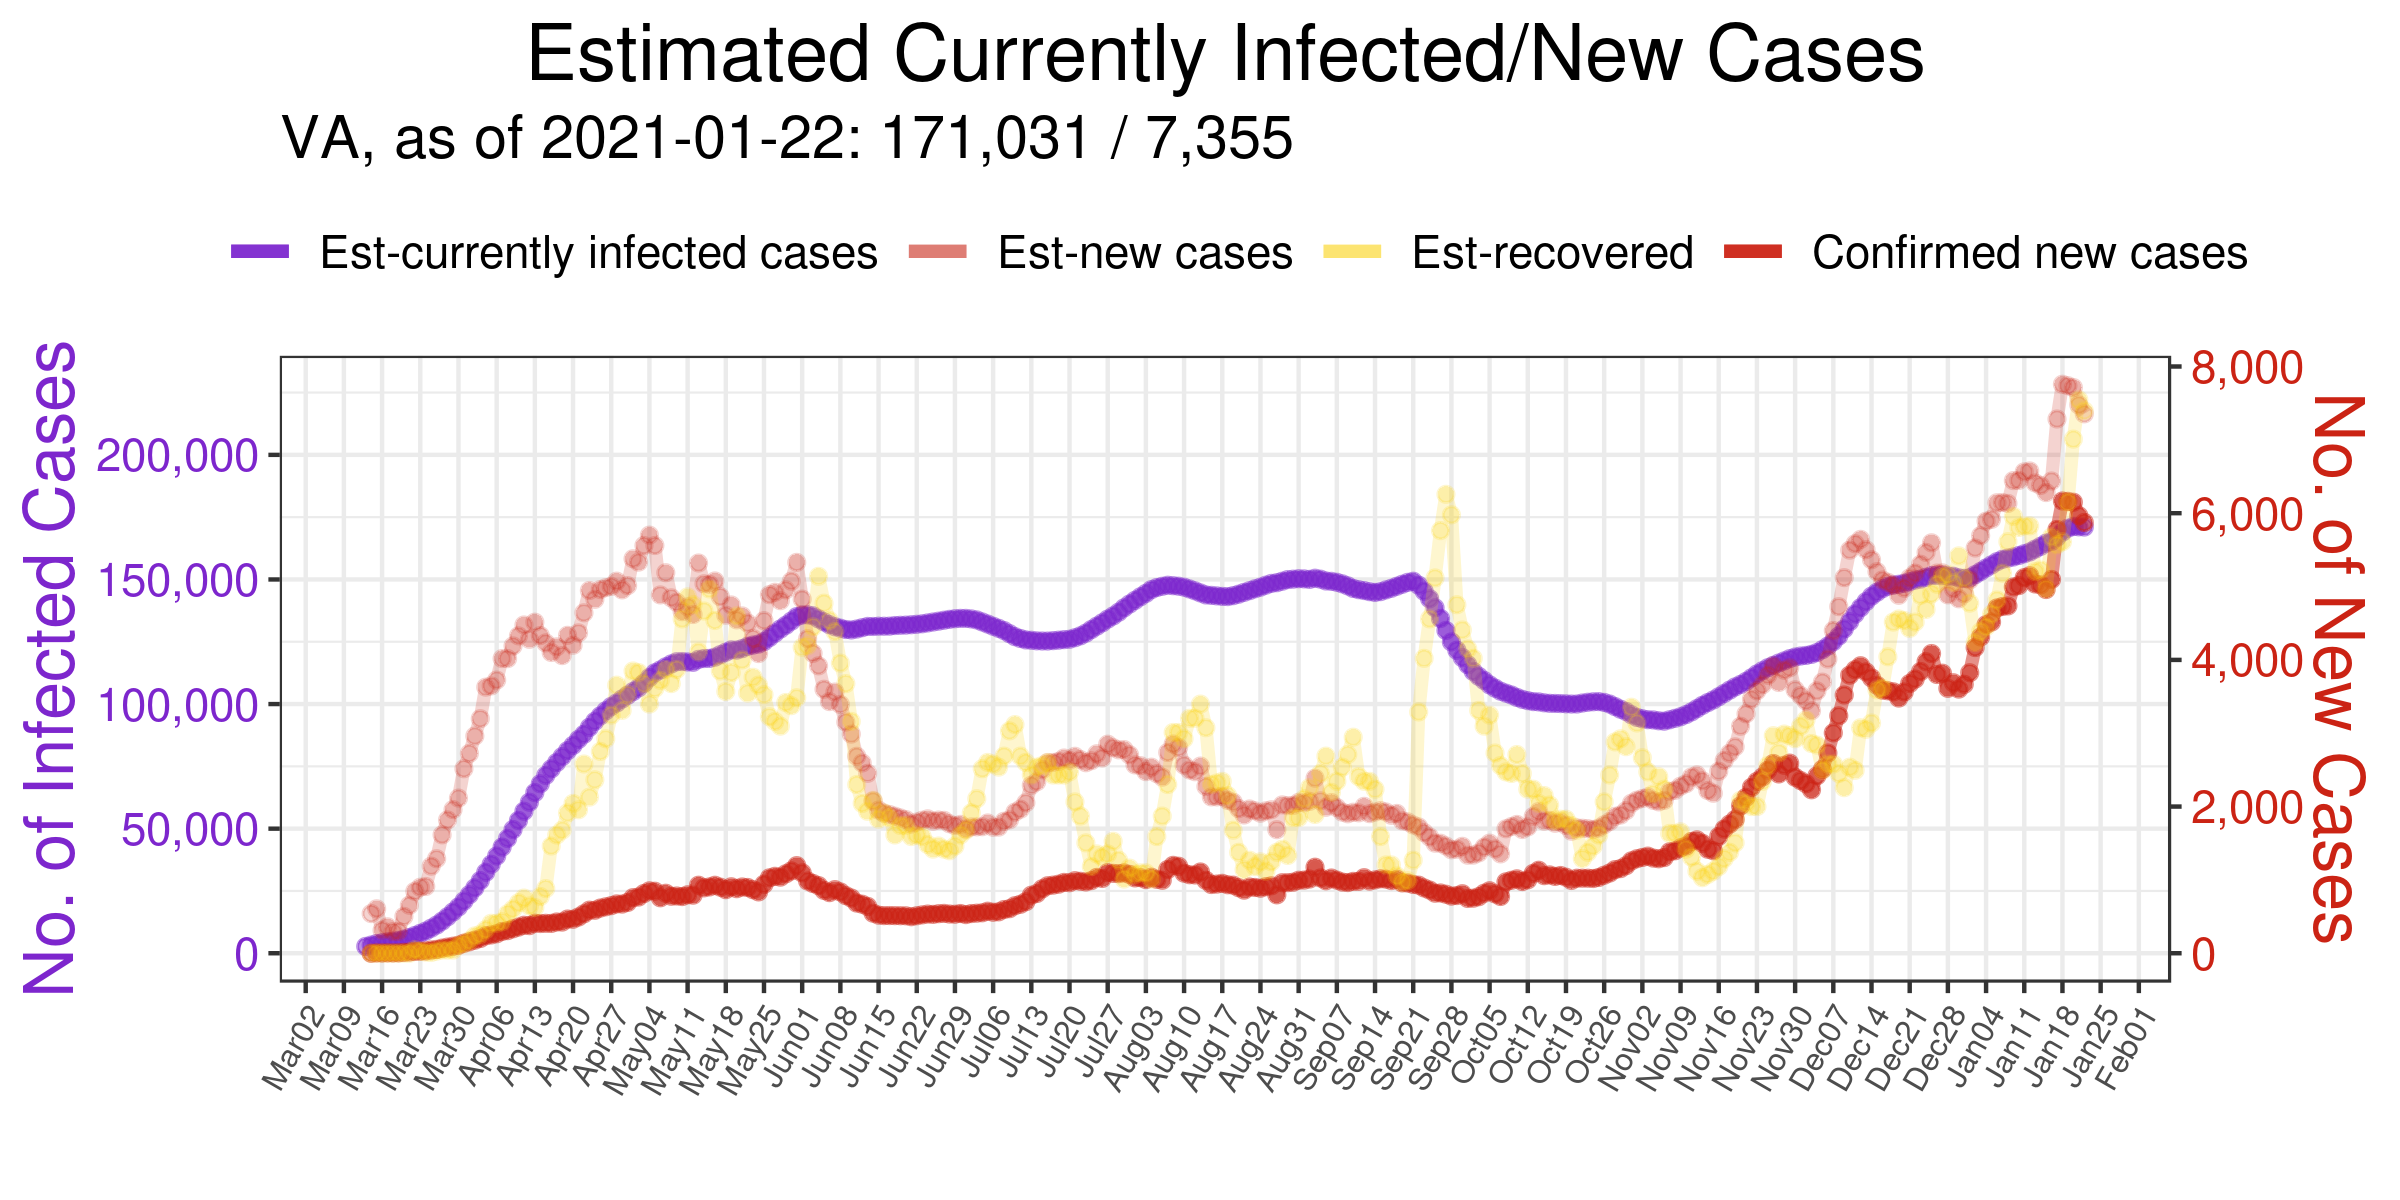 Estimated Currently Infected/New Cases
VA, as of 2021-01-22: 171,031 / 7,355
Est-currently infected cases Est-new cases Est-recovered Confirmed new cases
No. of Infected Cases
200,000
150,000
100,000
50,000
0
8,000
6,000
4,000
2,000
0
No. of New Cases
Mar02 Mar09 Mar16 Mar23 Mar30 Apr06 Apr13 Apr20 Apr27 May04 May11 May18 May25 Jun01 Jun08 Jun15 Jun22 Jun29 Jul06 Jul13 Jul20 Jul27 Aug03 Aug10 Aug17 Aug24 Aug31 Sep07 Sep14 Sep21 Sep28 Oct05 Oct12 Oct19 Oct26 Nov02 Nov09 Nov16 Nov23 Nov30 Dec07 Dec14 Dec21 Dec28 Jan04 Jan11 Jan18 Jan25 Feb01